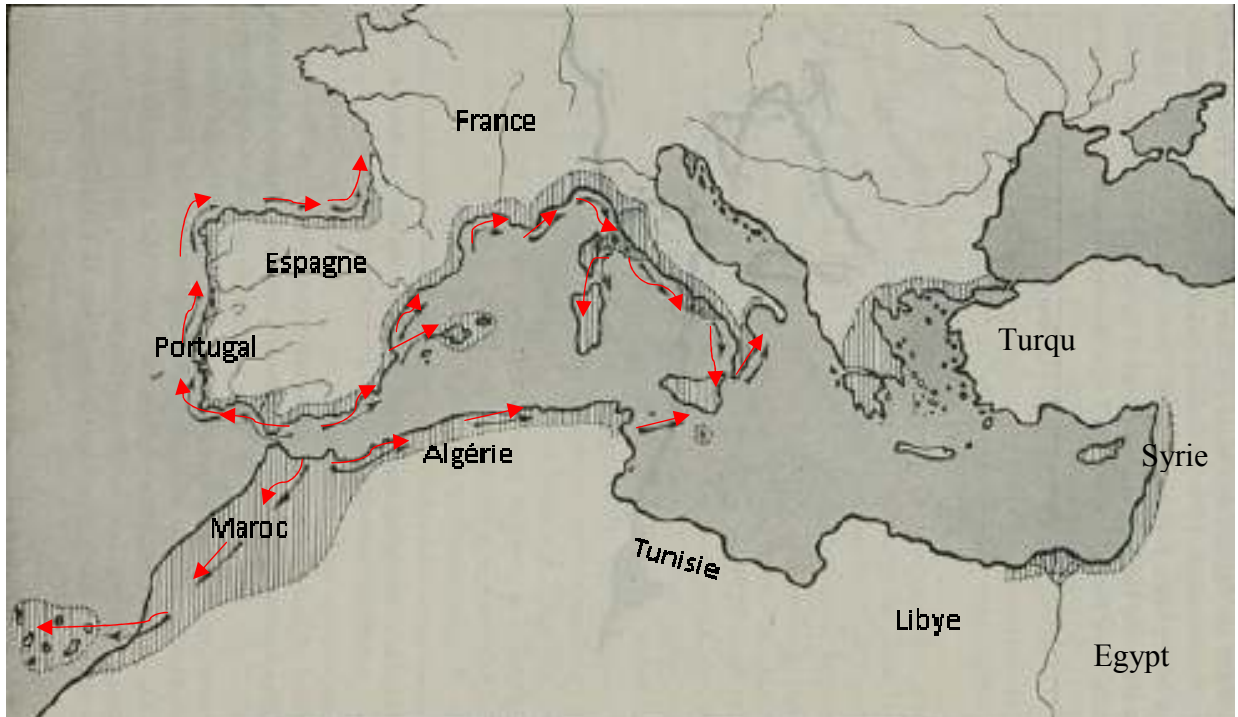 France
Espagne
Portugal
Turqu
Algérie
Syrie
Maroc
Tunisie
Libye
Egypt